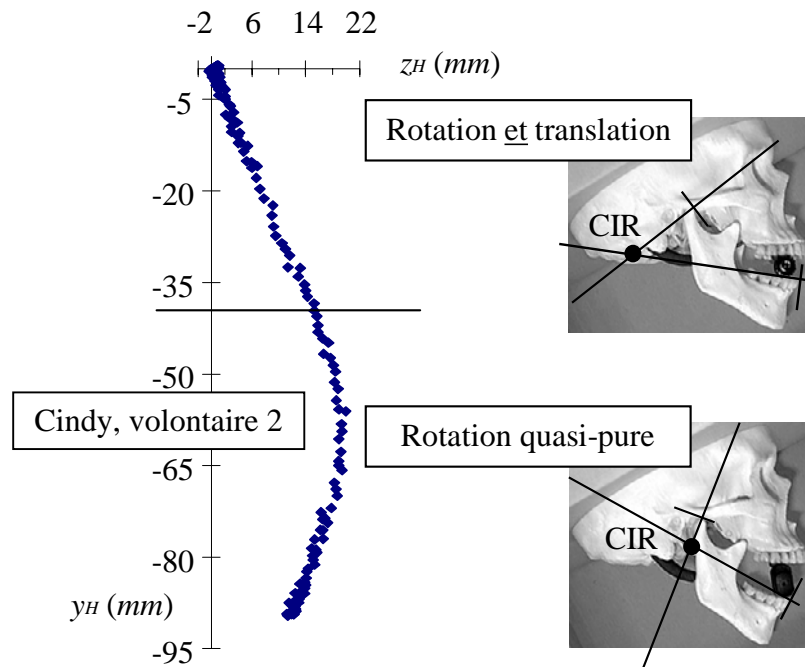 -2 6 14 22
zH (mm)
-5
Rotation et translation
CIR
-20
-35
-50
Cindy, volontaire 2
Rotation quasi-pure
-65
CIR
-80
yH (mm)
-95